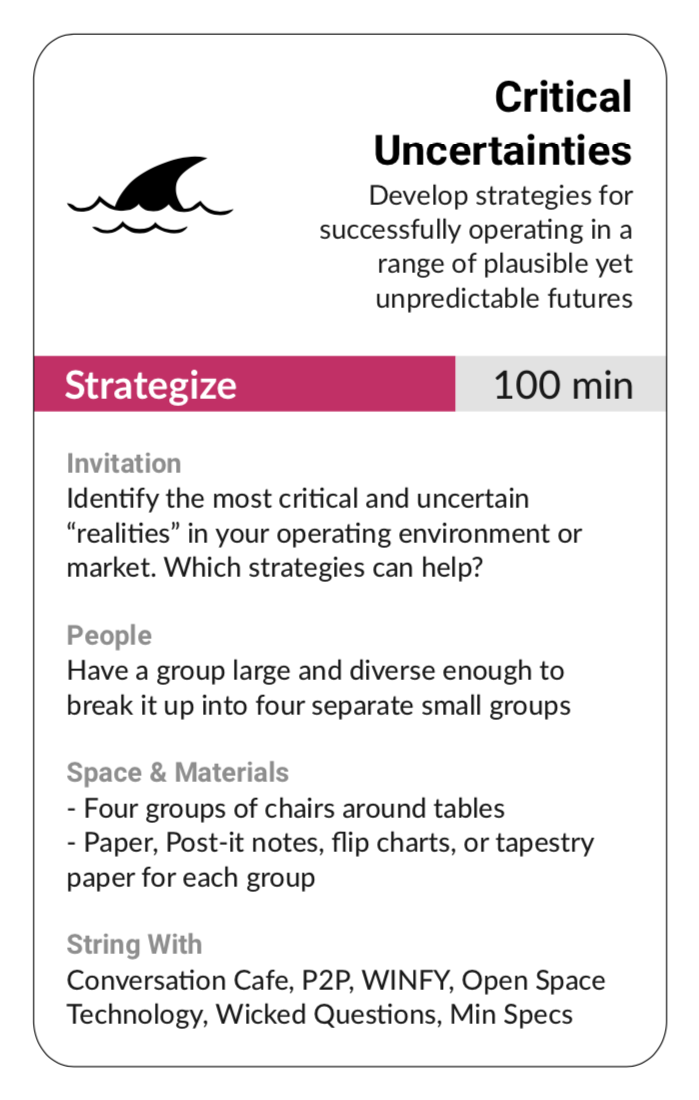 Critical
Uncertainties
Develop strategies for
successfully operating in a
range of plausible yet
unpredictable futures
Strategize
100 min
Invitation
Identify the most critical and uncertain
“realities” in your operating environment or
market. Which strategies can help?
People
Have a group large and diverse enough to
break it up into four separate small groups
Space & Materials
- Four groups of chairs around tables
- Paper, Post-it notes, flip charts, or tapestry
paper for each group
String With
Conversation Cafe, P2P, WINFY, Open Space
Technology, Wicked Questions, Min Specs